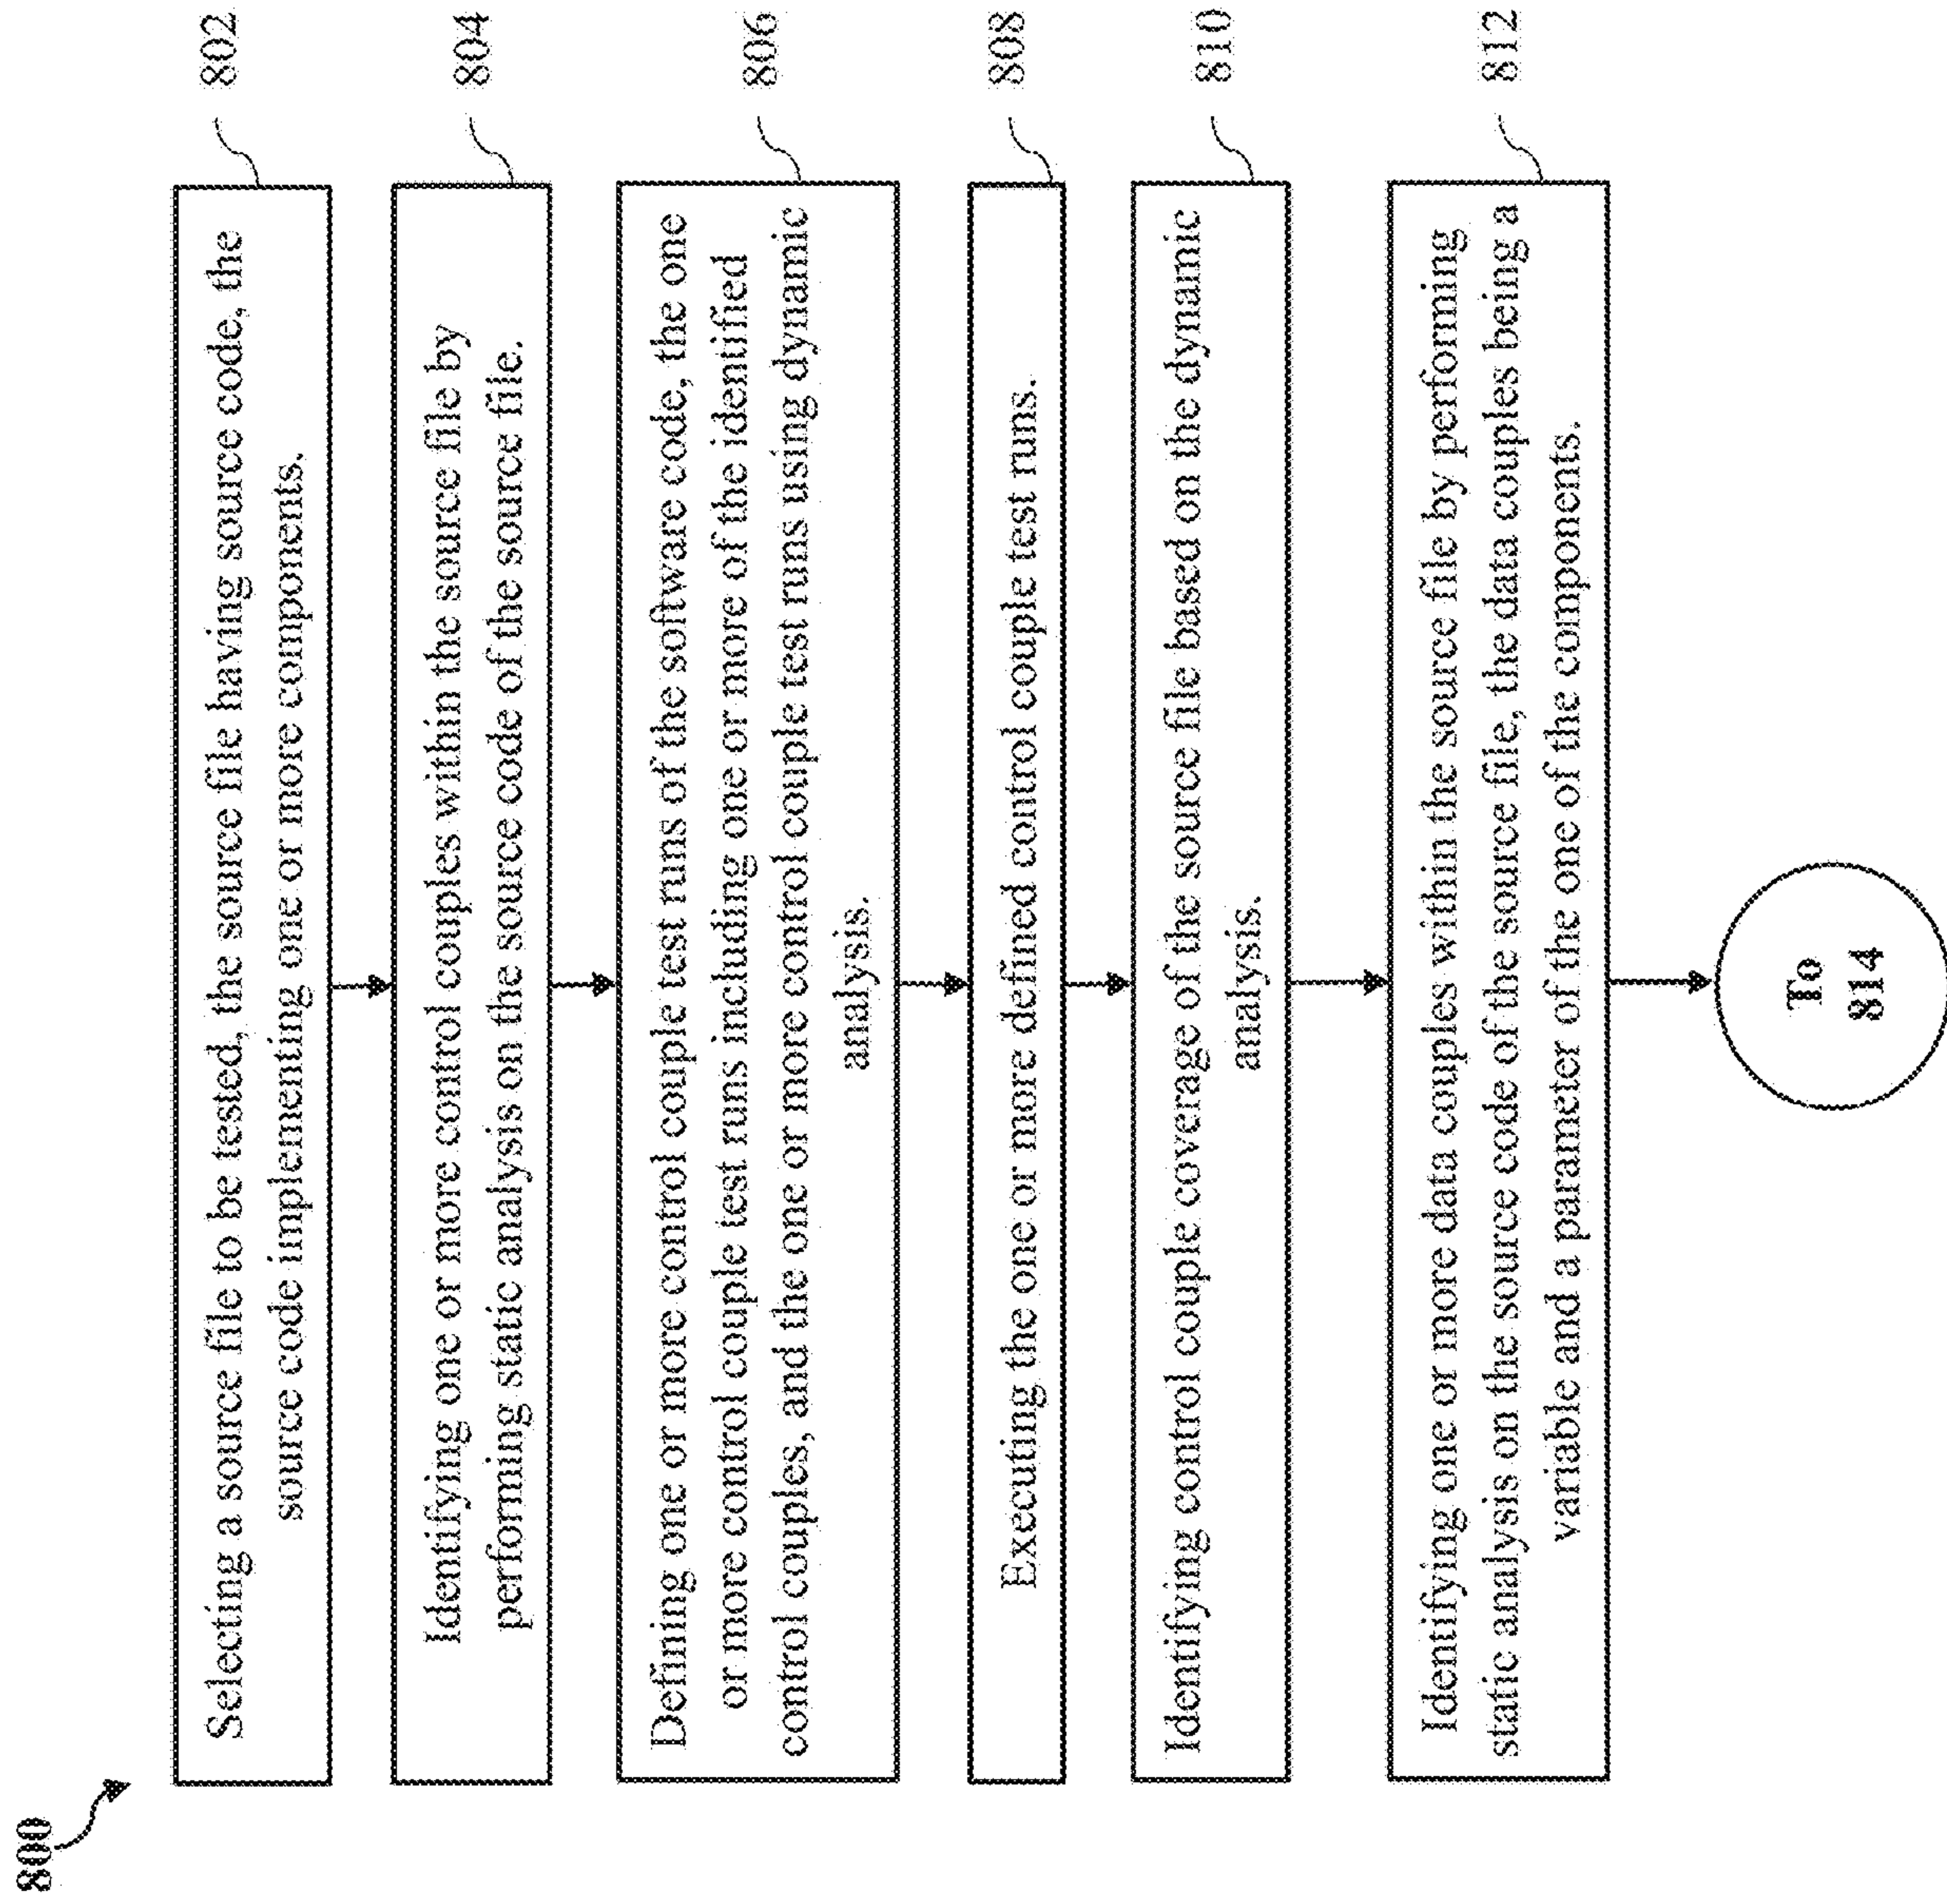 800
Selecting a source file to be tested, the source file having source code, the
source code implementing one or more components.
802
Identifying one or more control couples within the source file by
performing static analysis on the source code of the source file.
804
Defining one or more control couple test runs of the software code, the one
or more control couple test runs including one or more of the identified
control couples, and the one or more control couple test runs using dynamic
analysis.
806
Executing the one or more defined control couple test runs.
808
Identifying control couple coverage of the source file based on the dynamic
analysis.
810
Identifying one or more data couples within the source file by performing
static analysis on the source code of the source file, the data couples being a
variable and a parameter of the one of the components.
812
To
814